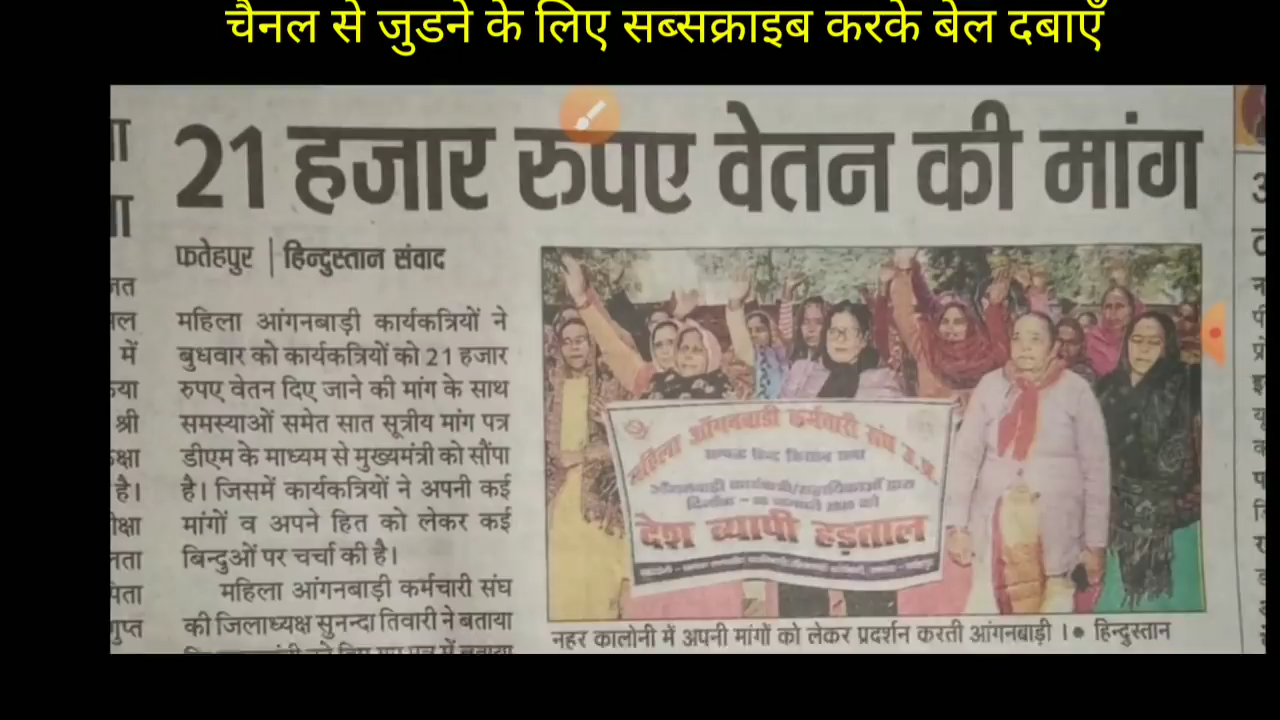 चैनल से जुडने के लिए सब्सक्राइब करके बेल दबाएँ
21 हजार रुपए वेतन की मांग
फतेहपुर | हिन्दुस्तान संवाद
महिला आंगनबाड़ी कार्यकत्रियों ने
बुधवार को कार्यकत्रियों को 21 हजार
रुपए वेतन दिए जाने की मांग के साथ
समस्याओं समेत सात सूत्रीय मांग पत्र
डीएम के माध्यम से मुख्यमंत्री को सौंपा
है। जिसमें कार्यकत्रियों ने अपनी कई
मांगों व अपने हित को लेकर कई
बिन्दुओं पर चर्चा की है।
महिला आंगनबाड़ी कर्मचारी संघ
की जिलाध्यक्ष सुनन्दा तिवारी ने बताया
महिला आँगनबाडी कर्मचारी संघ उ.प्र.
देश व्यापी हड़ताल
नहर कालोनी में अपनी मांगों को लेकर प्रदर्शन करती आंगनबाड़ी । ● हिन्दुस्तान
में
श्री
है।